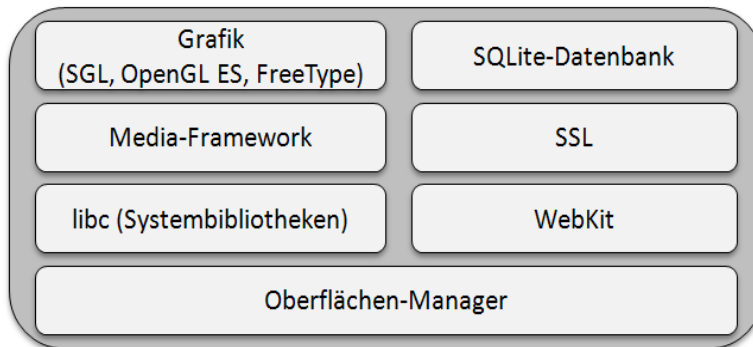 Grafik
(SGL, OpenGL ES, FreeType)
SQLite-Datenbank
Media-Framework
SSL
libc (Systembibliotheken)
WebKit
Oberflächen-Manager